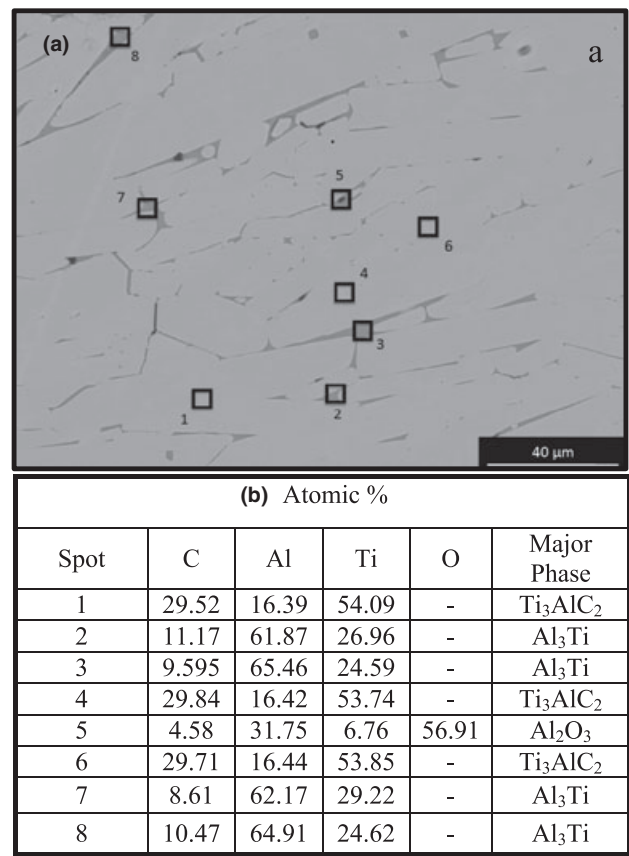 (a) a
8
5
7
6
4
3
1
2
40 µm
(b) Atomic %
Spot C Al Ti O Major Phase
1 29.52 16.39 54.09 - Ti₃AlC₂
2 11.17 61.87 26.96 - Al₃Ti
3 9.595 65.46 24.59 - Al₃Ti
4 29.84 16.42 53.74 - Ti₃AlC₂
5 4.58 31.75 6.76 56.91 Al₂O₃
6 29.71 16.44 53.85 - Ti₃AlC₂
7 8.61 62.17 29.22 - Al₃Ti
8 10.47 64.91 24.62 - Al₃Ti